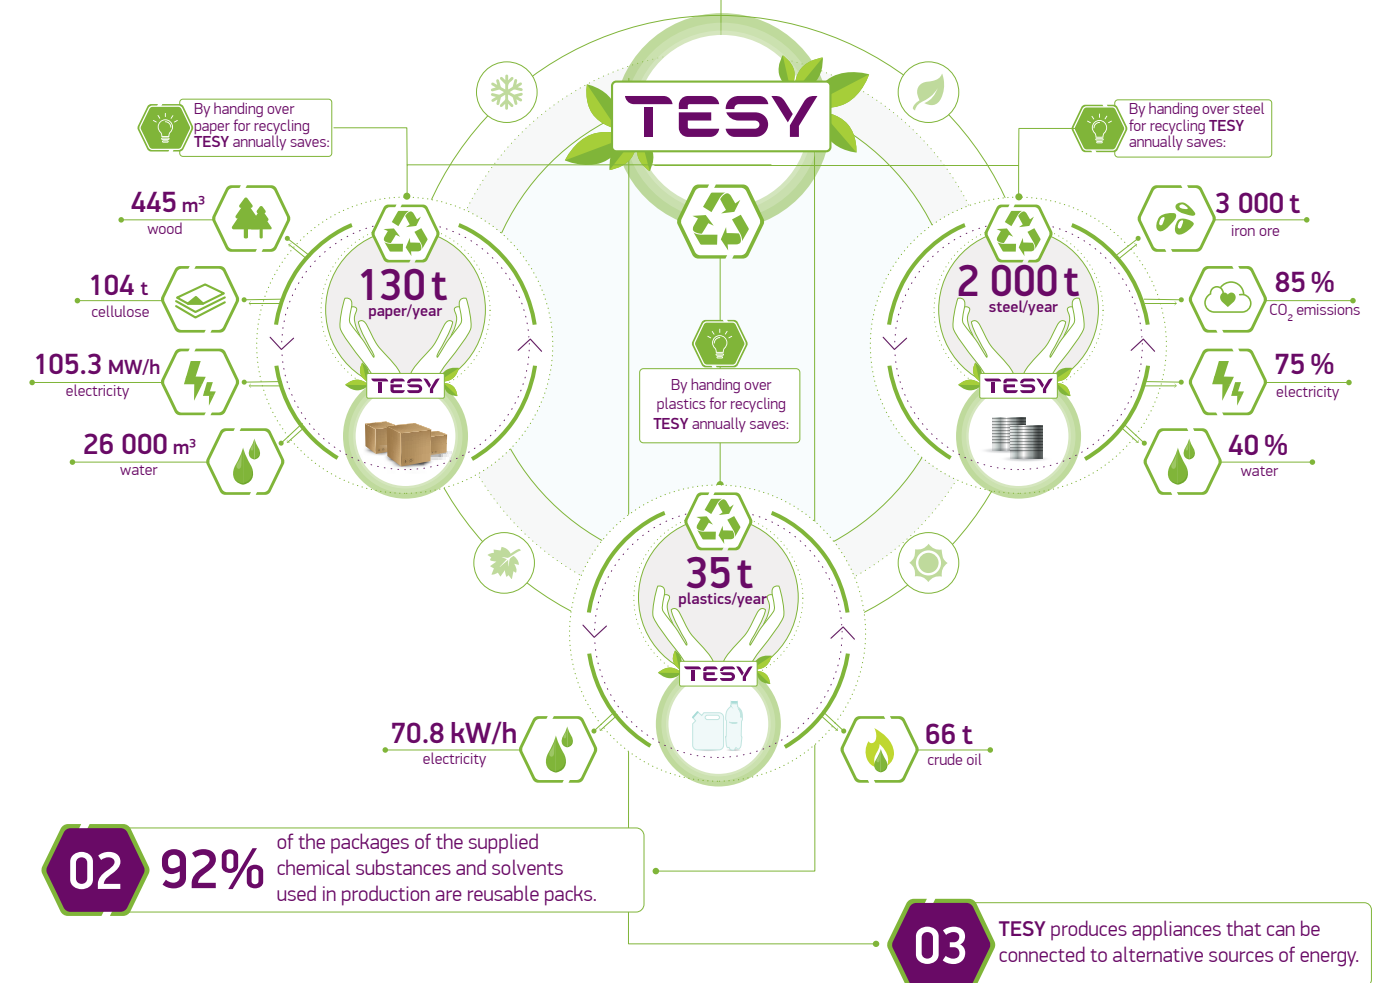 TESY
By handing over
paper for recycling
TESY annually saves:
445 m³
wood
104 t
cellulose
105.3 MW/h
electricity
26 000 m³
water
130 t
paper/year
TESY
By handing over steel
for recycling TESY
annually saves:
2 000 t
steel/year
TESY
3 000 t
iron ore
85 %
CO₂ emissions
75 %
electricity
40 %
water
By handing over
plastics for recycling
TESY annually saves:
35 t
plastics/year
TESY
70.8 kW/h
electricity
66 t
crude oil
02
92%
of the packages of the supplied
chemical substances and solvents
used in production are reusable packs.
03
TESY produces appliances that can be
connected to alternative sources of energy.